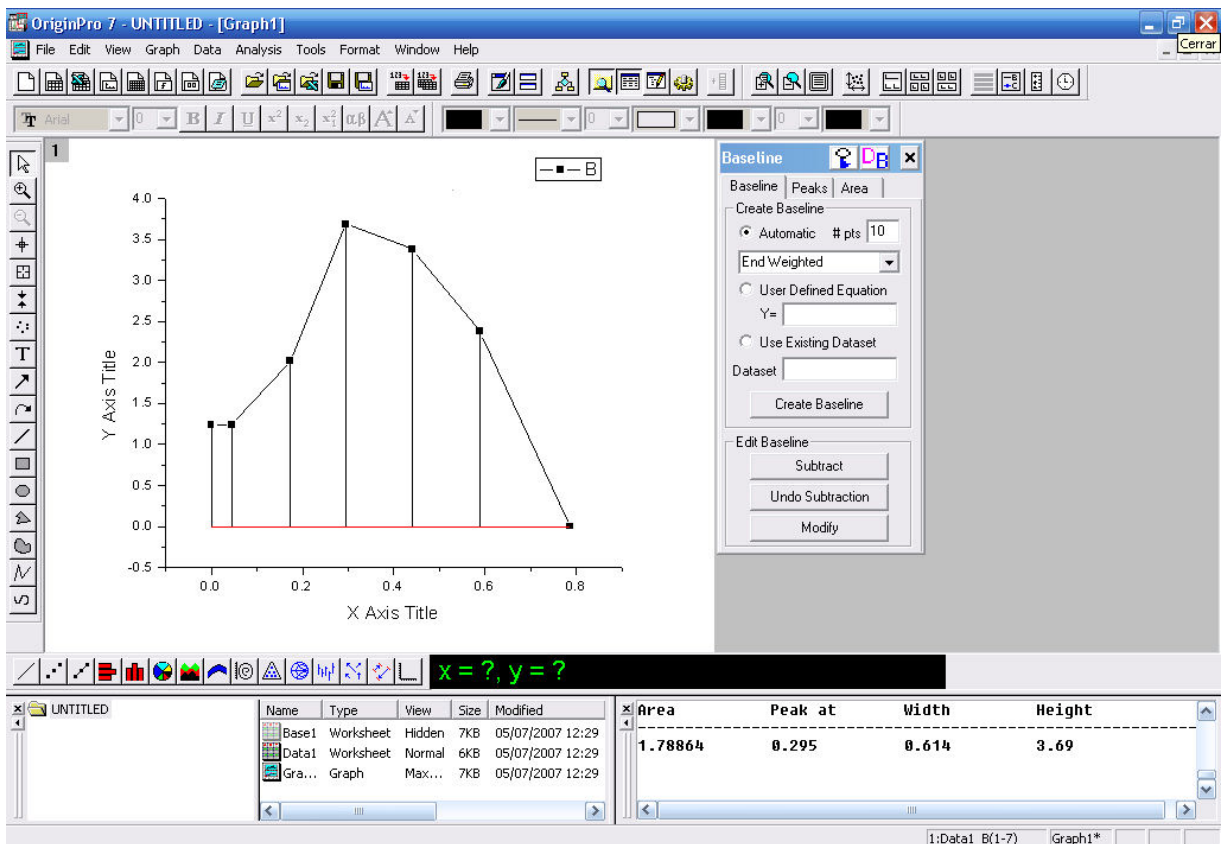 OriginPro 7 - UNTITLED - [Graph1]
Cerrar
File Edit View Graph Data Analysis Tools Format Window Help
Arial 0 B I U x² x₂ x₁² αβ A A 0 0
1
B
4.0
3.5
3.0
2.5
2.0
1.5
1.0
0.5
0.0
-0.5
Y Axis Title
0.0 0.2 0.4 0.6 0.8
X Axis Title
Baseline
Baseline Peaks Area
Create Baseline
Automatic # pts 10
End Weighted
User Defined Equation
Y=
Use Existing Dataset
Dataset
Create Baseline
Edit Baseline
Subtract
Undo Subtraction
Modify
x = ?, y = ?
UNTITLED
Name Type View Size Modified
Base1 Worksheet Hidden 7KB 05/07/2007 12:29
Data1 Worksheet Normal 6KB 05/07/2007 12:29
Gra... Graph Max... 7KB 05/07/2007 12:29
Area Peak at Width Height
1.78864 0.295 0.614 3.69
1:Data1_B(1-7) Graph1*